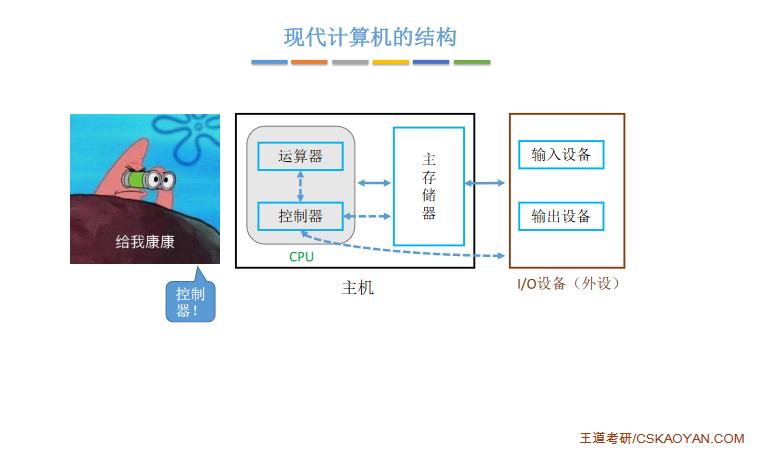 现代计算机的结构
给我康康
控制
器！
运算器
控制器
CPU
主
存
储
器
主机
输入设备
输出设备
I/O设备（外设）
王道考研/CSKAOYAN.COM